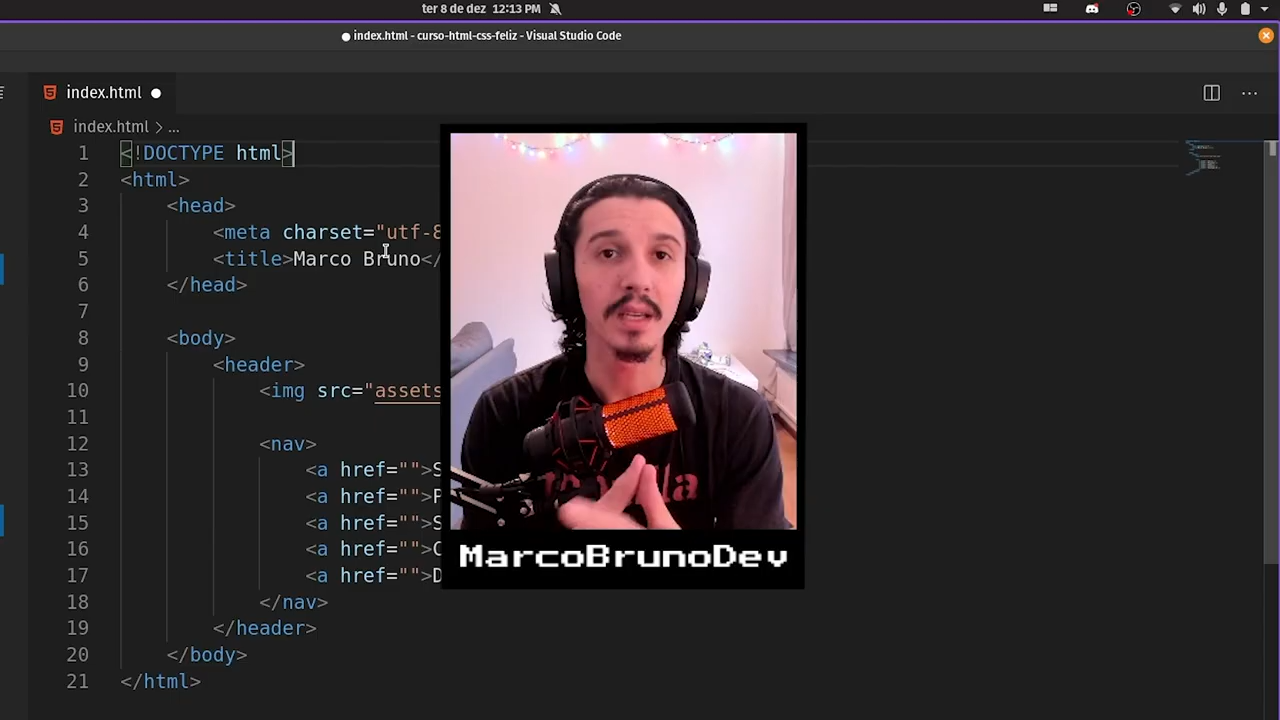 ter 8 de dez 12:13 PM
index.html - curso-html-css-feliz - Visual Studio Code
index.html
index.html > ...
1 <!DOCTYPE html>
2 <html>
3 <head>
4 <meta charset="utf-8
5 <title>Marco Bruno</
6 </head>
7
8 <body>
9 <header>
10 <img src="assets
11
12 <nav>
13 <a href="">S
14 <a href="">P
15 <a href="">S
16 <a href="">C
17 <a href="">D
18 </nav>
19 </header>
20 </body>
21 </html>
MarcoBrunoDev